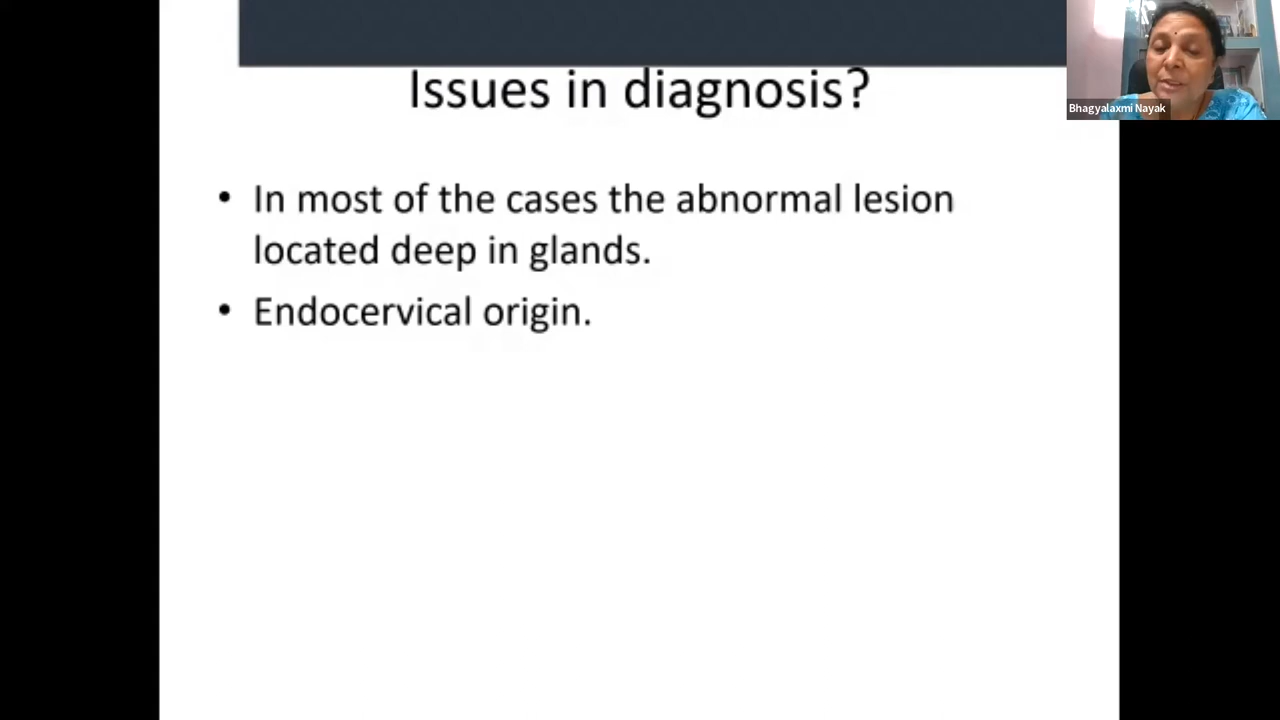 Issues in diagnosis?
Bhagyalaxmi Nayak
• In most of the cases the abnormal lesion
located deep in glands.
• Endocervical origin.